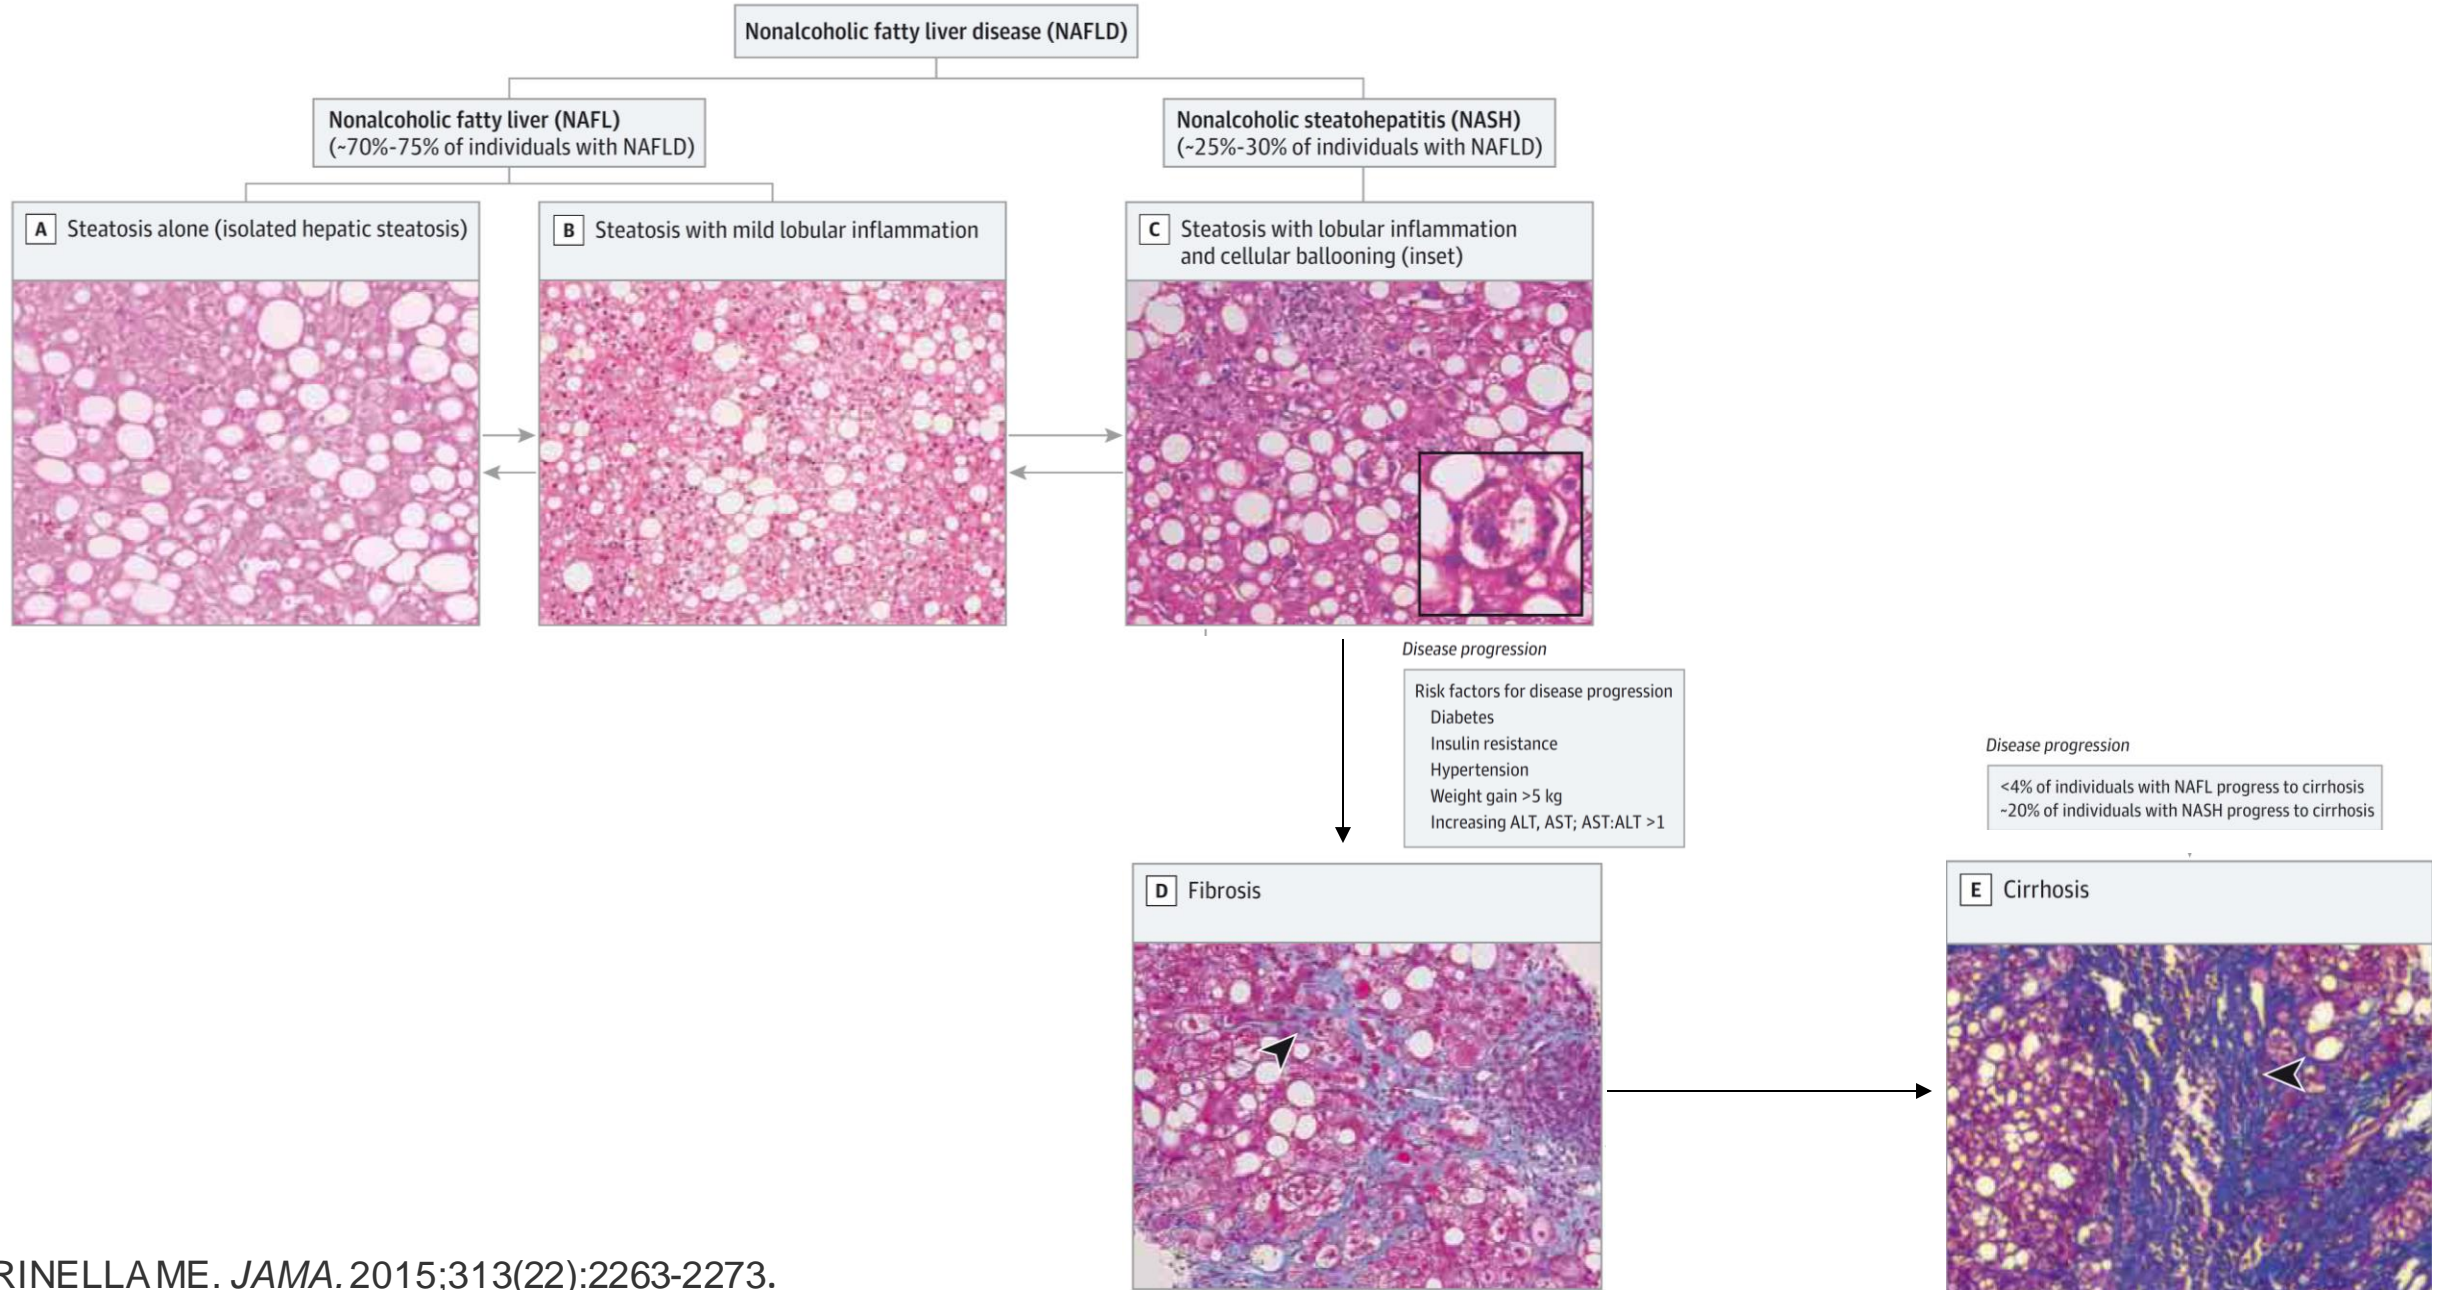 Nonalcoholic fatty liver disease (NAFLD)
Nonalcoholic fatty liver (NAFL)
(~70%-75% of individuals with NAFLD)
Nonalcoholic steatohepatitis (NASH)
(~25%-30% of individuals with NAFLD)
A Steatosis alone (isolated hepatic steatosis)
B Steatosis with mild lobular inflammation
C Steatosis with lobular inflammation
and cellular ballooning (inset)
Disease progression
Risk factors for disease progression
Diabetes
Insulin resistance
Hypertension
Weight gain >5 kg
Increasing ALT, AST; AST:ALT >1
Disease progression
<4% of individuals with NAFL progress to cirrhosis
~20% of individuals with NASH progress to cirrhosis
D Fibrosis
E Cirrhosis
RINELLA ME. JAMA. 2015;313(22):2263-2273.